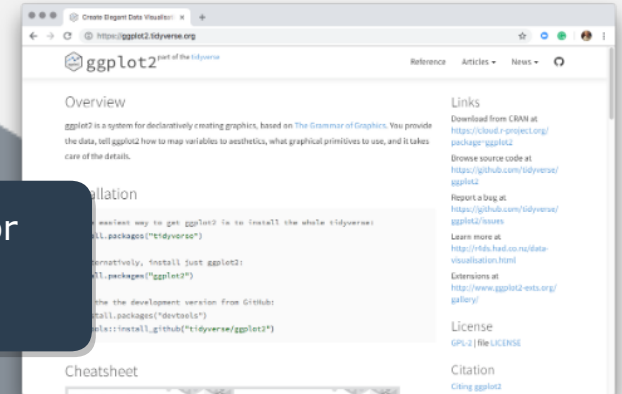 Create Elegant Data Visualisati
https://ggplot2.tidyverse.org
ggplot2 part of the tidyverse
Reference Articles News
Overview
ggplot2 is a system for declaratively creating graphics, based on The Grammar of Graphics. You provide
the data, tell ggplot2 how to map variables to aesthetics, what graphical primitives to use, and it takes
care of the details.
allation
or
easiest way to get ggplot2 is to install the whole tidyverse:
all.packages("tidyverse")
ternatively, install just ggplot2:
all.packages("ggplot2")
the the development version from GitHub:
tall.packages("devtools")
ools::install_github("tidyverse/ggplot2")
Cheatsheet
Links
Download from CRAN at
https://cloud.r-project.org/
package=ggplot2
Browse source code at
https://github.com/tidyverse/
ggplot2
Report a bug at
https://github.com/tidyverse/
ggplot2/issues
Learn more at
http://r4ds.had.co.nz/data-
visualisation.html
Extensions at
http://www.ggplot2-exts.org/
gallery/
License
GPL-2 | file LICENSE
Citation
Citing ggplot2